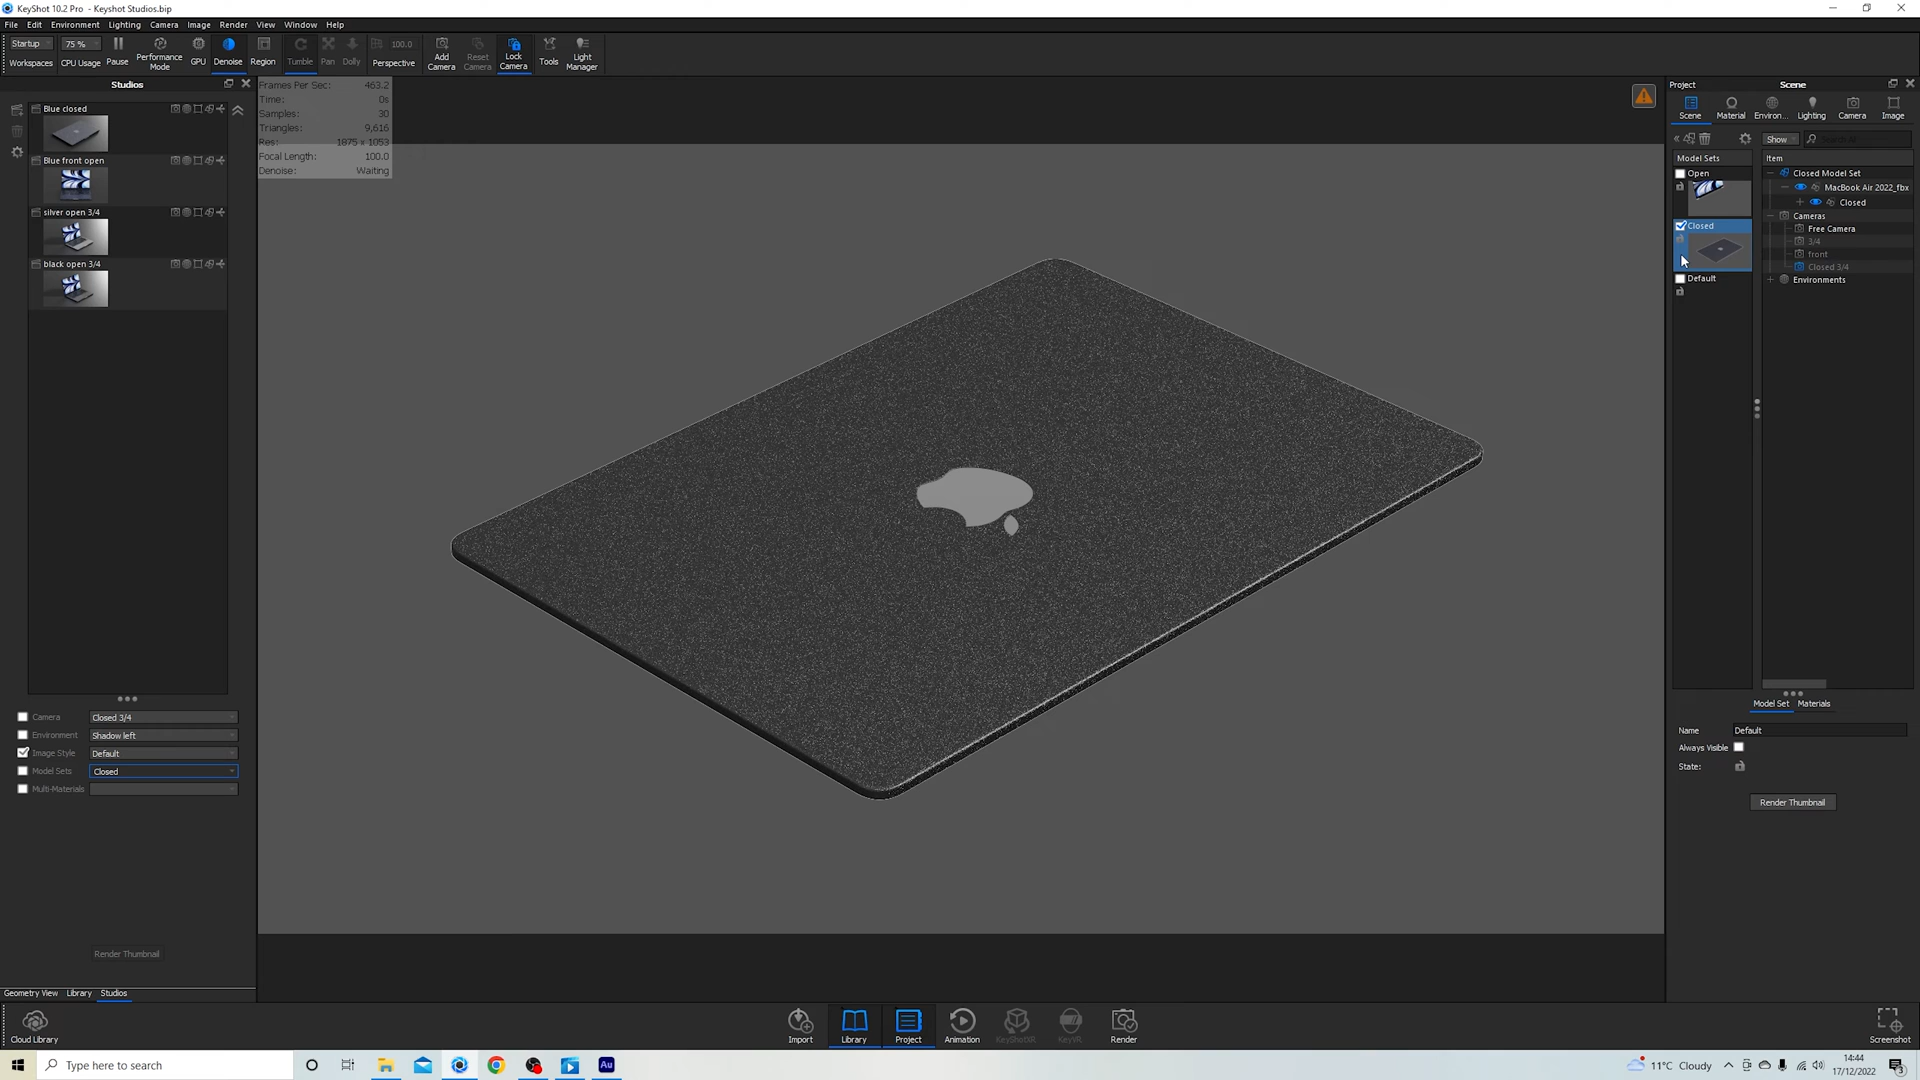 KeyShot 10.2 Pro - Keyshot Studios.bip
File Edit Environment Lighting Camera Image Render View Window Help
Startup 75 % 100.0
Workspaces CPU Usage Pause Performance Mode GPU Denoise Region Tumble Pan Dolly Perspective Add Camera Reset Camera Lock Camera Tools Light Manager
Studios
Blue closed
Blue front open
silver open 3/4
black open 3/4
Camera Closed 3/4
Environment Shadow left
Image Style Default
Model Sets Closed
Multi-Materials
Render Thumbnail
Geometry View Library Studios
Cloud Library
Frames Per Sec: 463.2
Time: 0s
Samples: 30
Triangles: 9,616
Res: 1875 x 1053
Focal Length: 100.0
Denoise: Waiting
Project Scene
Scene Material Environ... Lighting Camera Image
Show
Model Sets
Open
Closed
Default
Item
Closed Model Set
MacBook Air 2022_fbx
Closed
Cameras
Free Camera
3/4
front
Closed 3/4
Environments
Model Set Materials
Name Default
Always Visible
State:
Render Thumbnail
Import Library Project Animation KeyShotXR KeyVR Render
Screenshot
Type here to search
Au
11°C Cloudy
14:44
17/12/2022
3